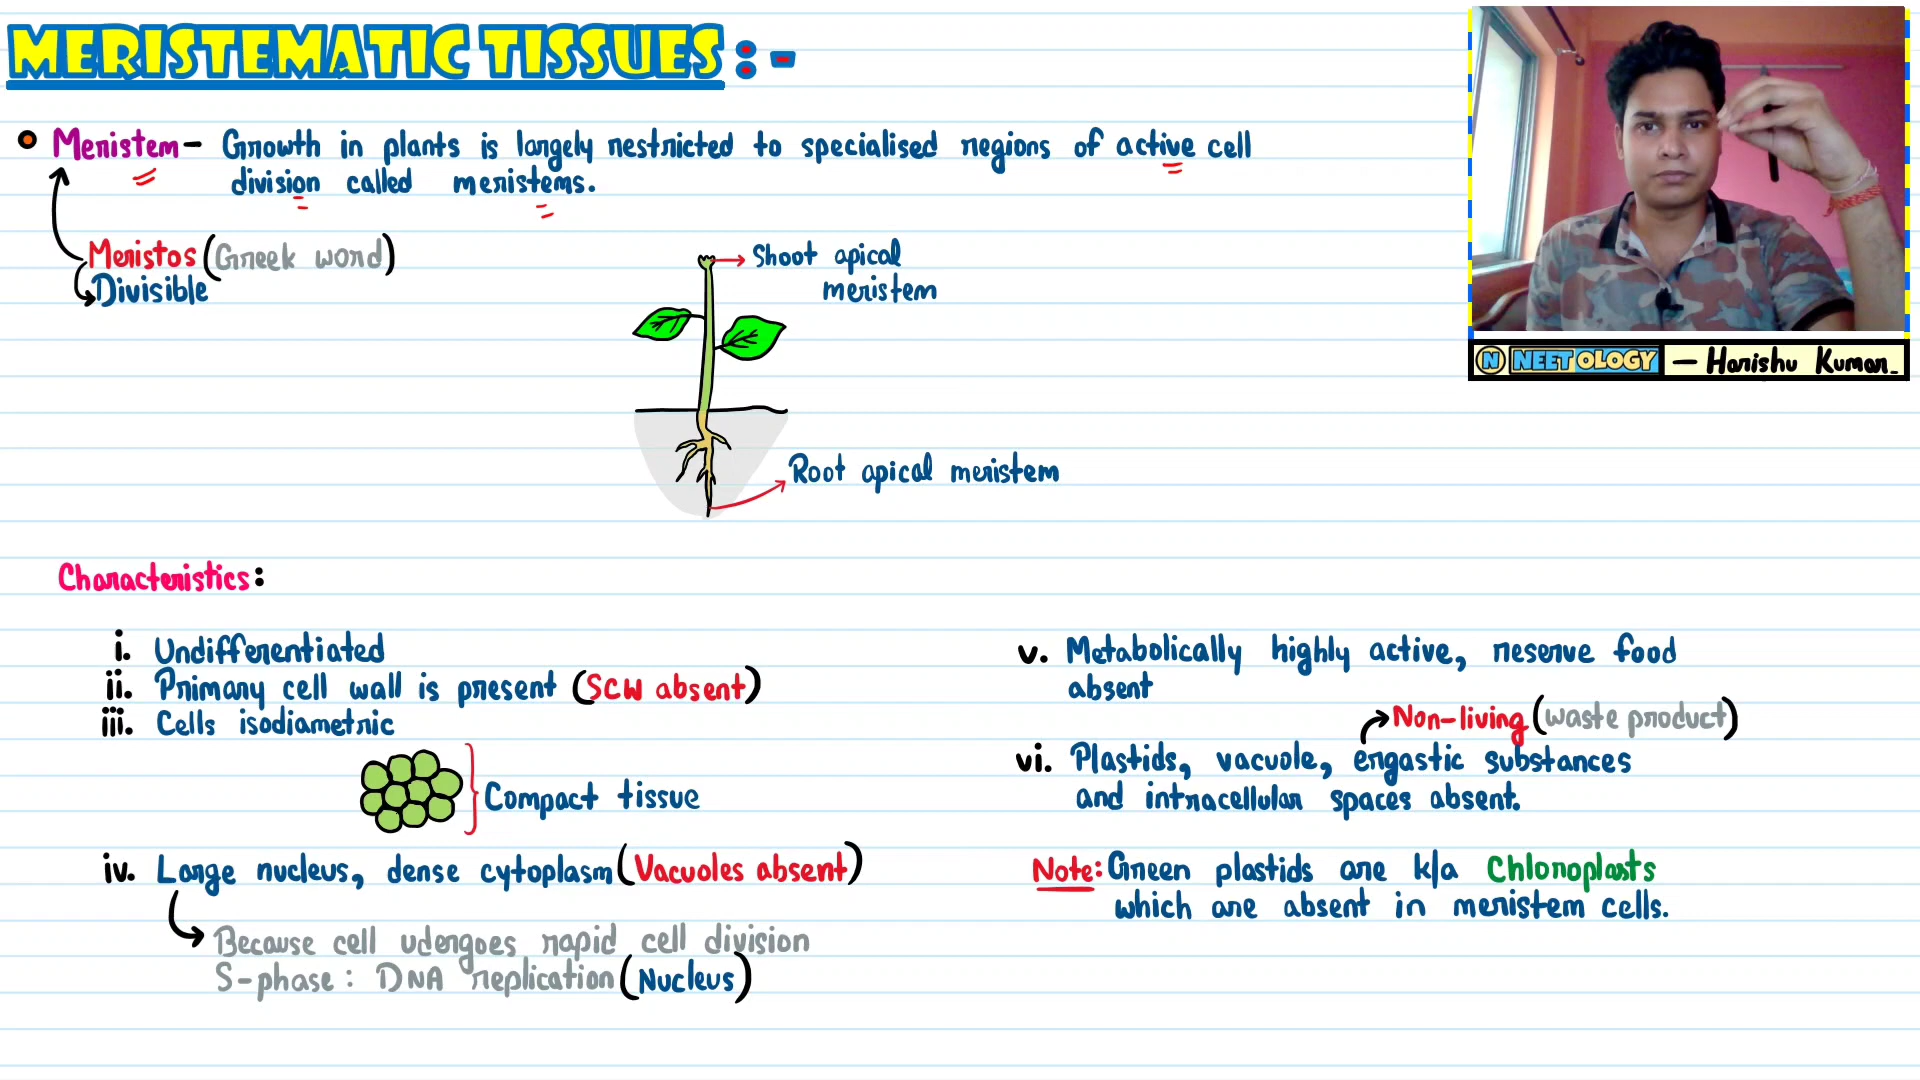 MERISTEMATIC TISSUES :-
Meristem - Growth in plants is largely restricted to specialised regions of active cell
division called meristems.
Meristos (Greek word)
Divisible
Shoot apical
meristem
Root apical meristem
N NEETOLOGY - Harishu Kumar
Characteristics:
i. Undifferentiated
ii. Primary cell wall is present (SCW absent)
iii. Cells isodiametric
Compact tissue
iv. Large nucleus, dense cytoplasm (Vacuoles absent)
Because cell udergoes rapid cell division
S-phase: DNA replication (Nucleus)
v. Metabolically highly active, reserve food
absent
Non-living (waste product)
vi. Plastids, vacuole, ergastic substances
and intracellular spaces absent.
Note: Green plastids are k/a Chloroplasts
which are absent in meristem cells.